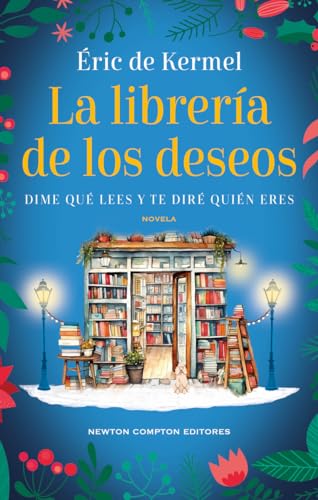 Éric de Kermel
La librería
de los deseos
DIME QUÉ LEES Y TE DIRÉ QUIÉN ERES
NOVELA
NEWTON COMPTON EDITORES